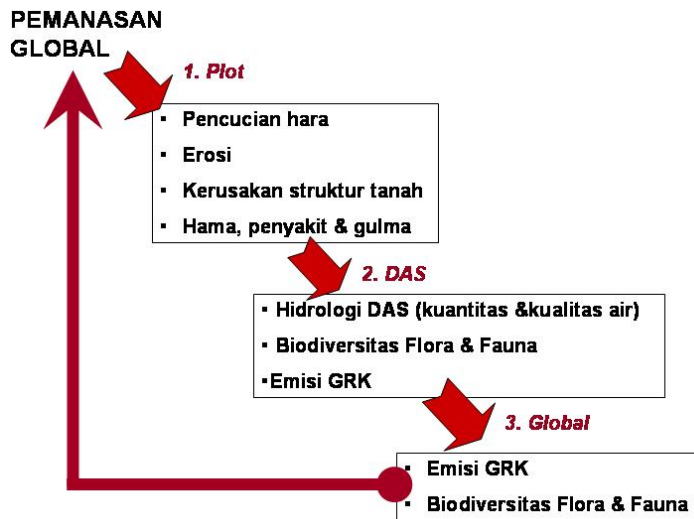 PEMANASAN
GLOBAL
1. Plot
▪ Pencucian hara
▪ Erosi
▪ Kerusakan struktur tanah
▪ Hama, penyakit & gulma
2. DAS
▪ Hidrologi DAS (kuantitas &kualitas air)
▪ Biodiversitas Flora & Fauna
▪Emisi GRK
3. Global
▪ Emisi GRK
▪ Biodiversitas Flora & Fauna